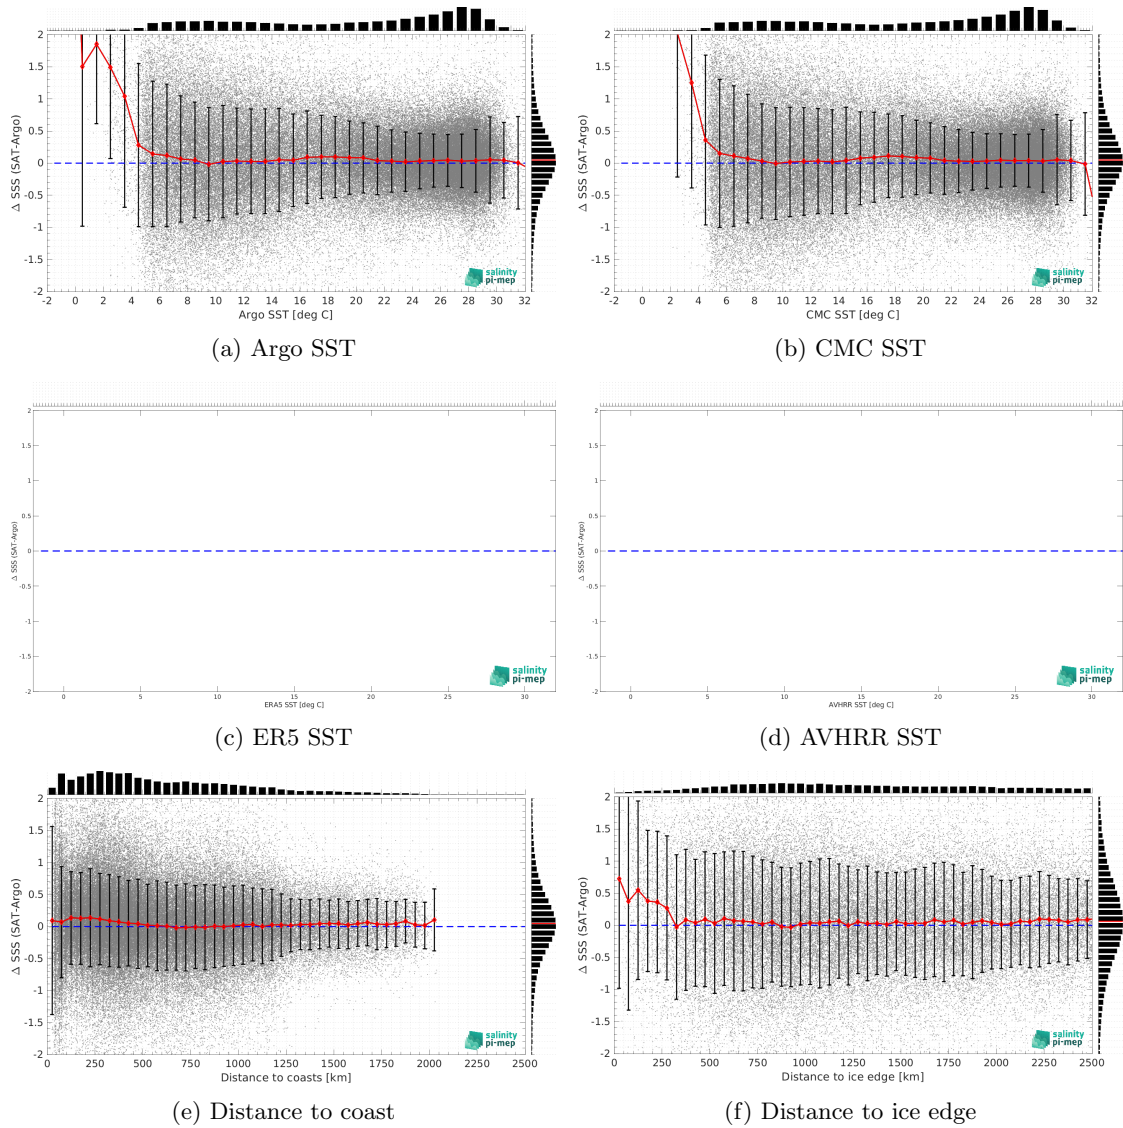 2
1.5
1
0.5
0
-0.5
-1
-1.5
-2
Δ SSS (SAT-Argo)
-2 0 2 4 6 8 10 12 14 16 18 20 22 24 26 28 30 32
Argo SST [deg C]
salinity
pi-mep
(a) Argo SST
2
1.5
1
0.5
0
-0.5
-1
-1.5
-2
Δ SSS (SAT-Argo)
-2 0 2 4 6 8 10 12 14 16 18 20 22 24 26 28 30 32
CMC SST [deg C]
salinity
pi-mep
(b) CMC SST
2
1.5
1
0.5
0
-0.5
-1
-1.5
-2
Δ SSS (SAT-Argo)
0 5 10 15 20 25 30
ERA5 SST [deg C]
salinity
pi-mep
(c) ER5 SST
2
1.5
1
0.5
0
-0.5
-1
-1.5
-2
Δ SSS (SAT-Argo)
0 5 10 15 20 25 30
AVHRR SST [deg C]
salinity
pi-mep
(d) AVHRR SST
2
1.5
1
0.5
0
-0.5
-1
-1.5
-2
Δ SSS (SAT-Argo)
0 250 500 750 1000 1250 1500 1750 2000 2250 2500
Distance to coasts [km]
salinity
pi-mep
(e) Distance to coast
2
1.5
1
0.5
0
-0.5
-1
-1.5
-2
Δ SSS (SAT-Argo)
0 250 500 750 1000 1250 1500 1750 2000 2250 2500
Distance to ice edge [km]
salinity
pi-mep
(f) Distance to ice edge